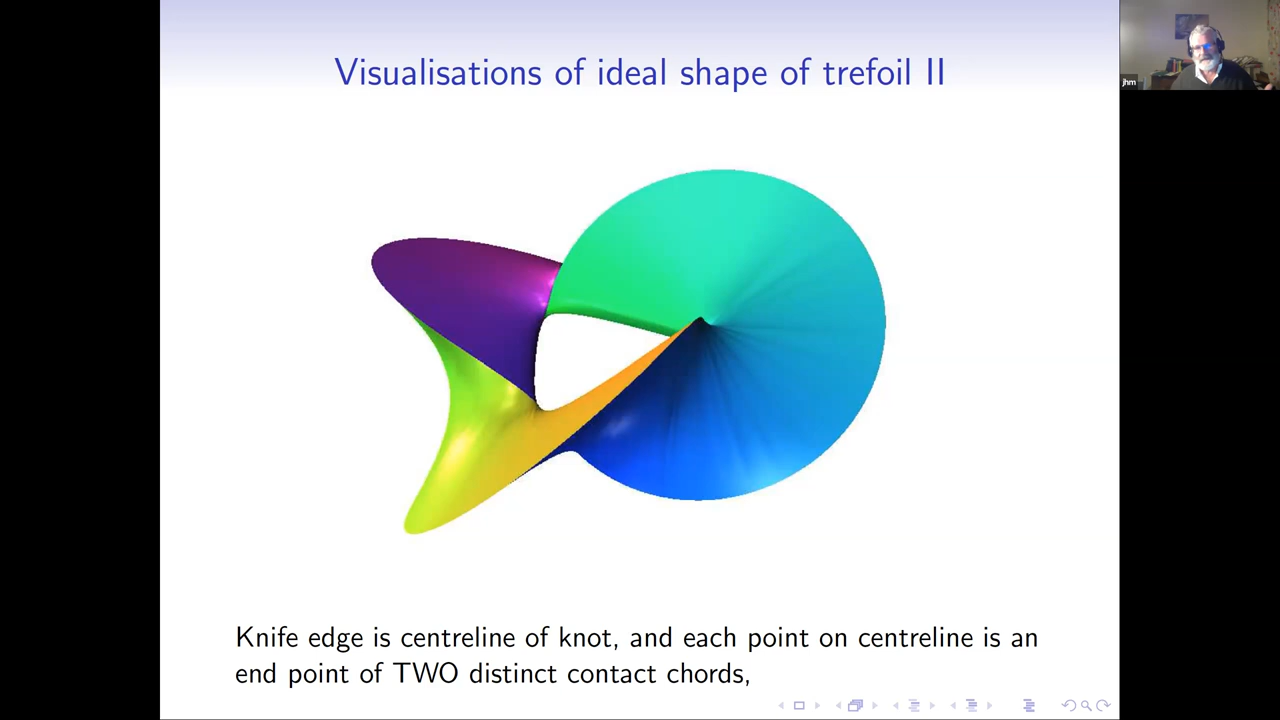 Visualisations of ideal shape of trefoil II
jhm
Knife edge is centreline of knot, and each point on centreline is an
end point of TWO distinct contact chords,